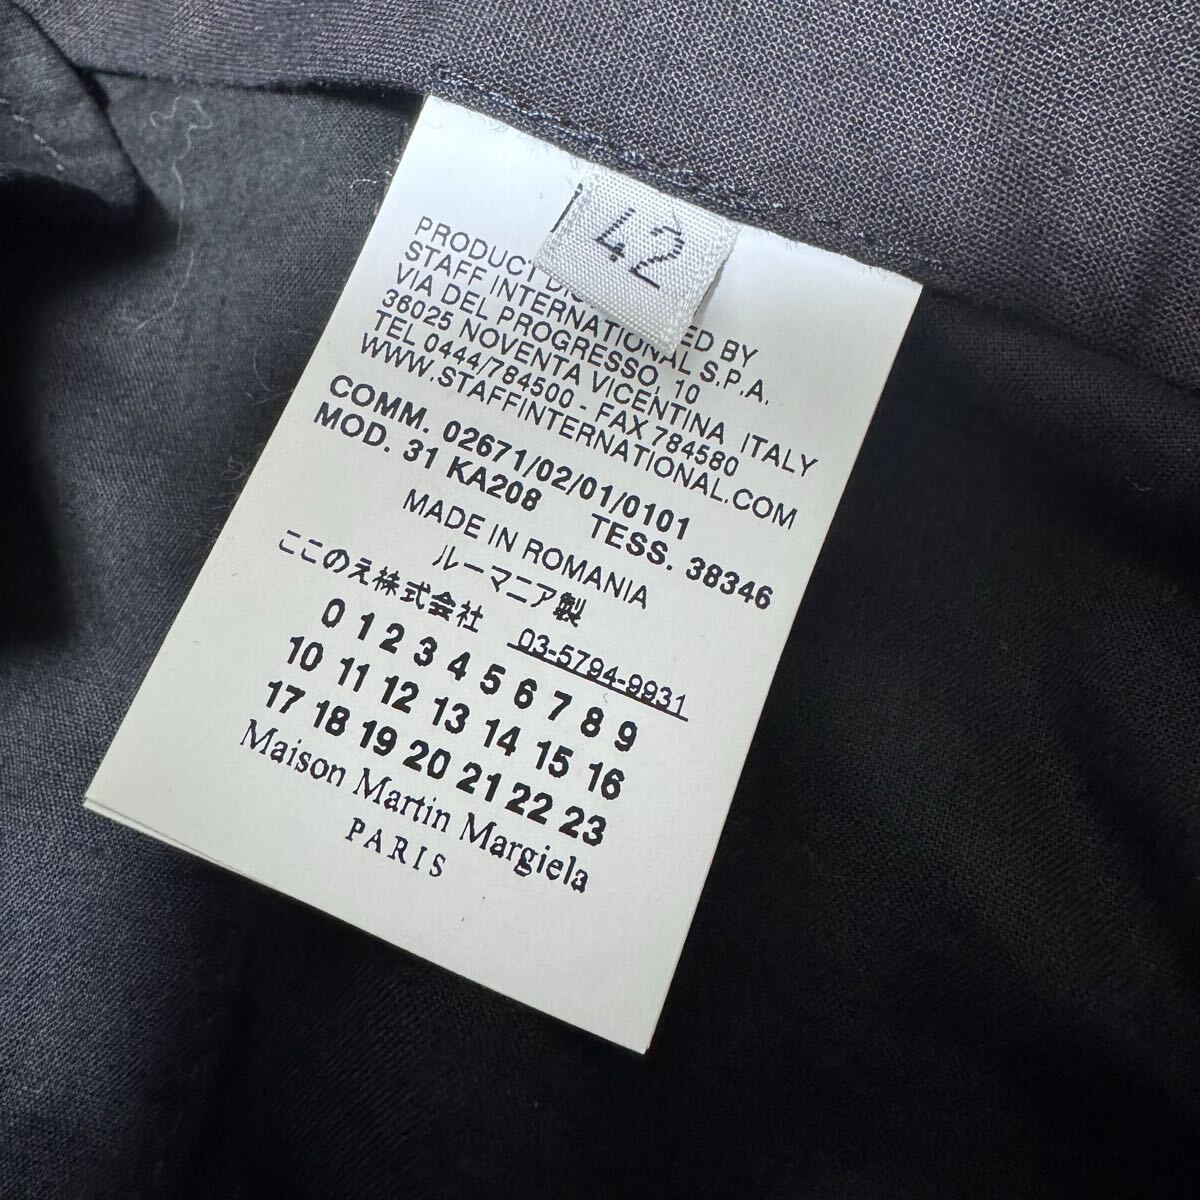 42
PRODUCT BY
STAFF INTERNATIONAL S.P.A.
VIA DEL PROGRESSO, 10
36025 NOVENTA VICENTINA, ITALY
TEL 0444/784500 - FAX 784580
WWW.STAFFINTERNATIONAL.COM
COMM. 02671/02/01/0101
MOD. 31 KA208 TESS. 38346
MADE IN ROMANIA
ルーマニア製
ここのえ株式会社 03-5794-9931
0 1 2 3 4 5 6 7 8 9
10 11 12 13 14 15 16
17 18 19 20 21 22 23
Maison Martin Margiela
PARIS